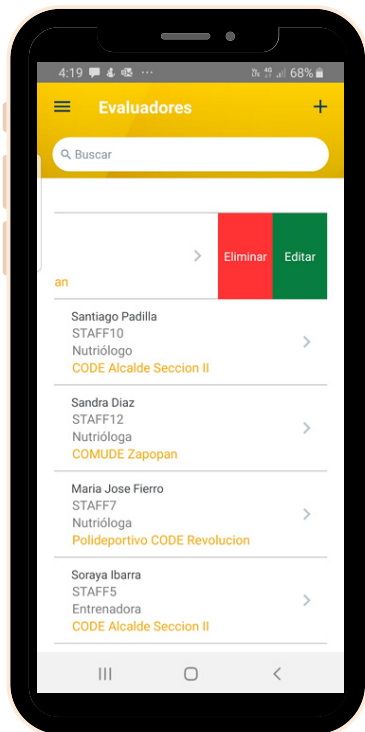 4:19 68%
Evaluadores
Buscar
Eliminar Editar
an
Santiago Padilla
STAFF10
Nutriólogo
CODE Alcalde Seccion II
Sandra Diaz
STAFF12
Nutrióloga
COMUDE Zapopan
Maria Jose Fierro
STAFF7
Nutrióloga
Polideportivo CODE Revolucion
Soraya Ibarra
STAFF5
Entrenadora
CODE Alcalde Seccion II